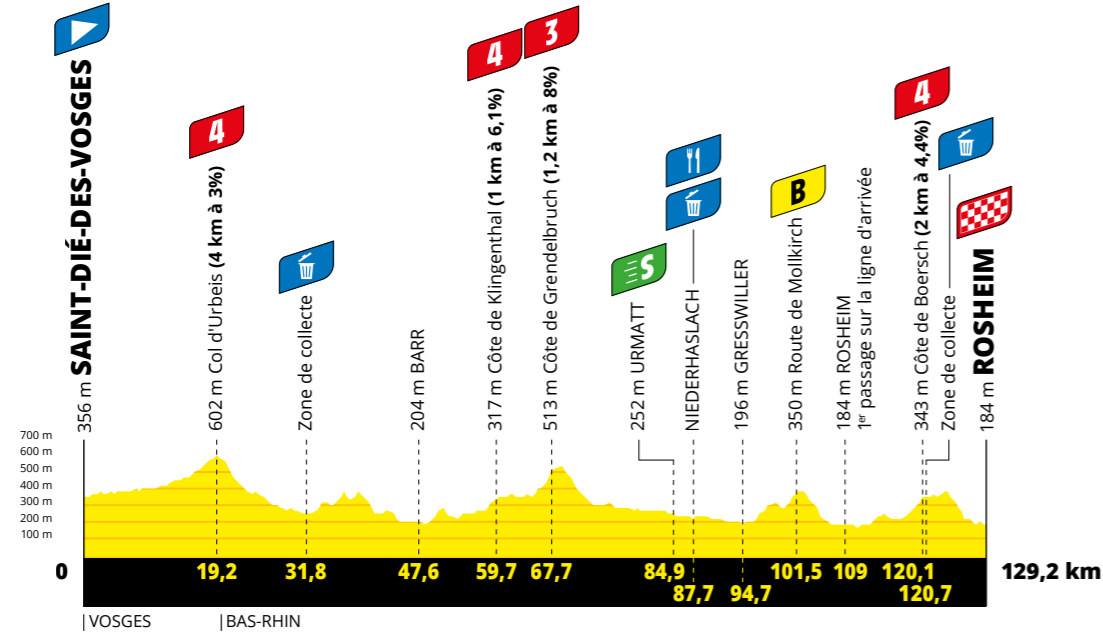 SAINT-DIÉ-DES-VOSGES
356 m
4
602 m Col d'Urbeis (4 km à 3%)
Zone de collecte
204 m BARR
4
317 m Côte de Klingenthal (1 km à 6,1%)
3
513 m Côte de Grendelbruch (1,2 km à 8%)
S
252 m URMATT
NIEDERHASLACH
196 m GRESSWILLER
B
350 m Route de Mollkirch
184 m ROSHEIM
1er passage sur la ligne d'arrivée
4
343 m Côte de Boersch (2 km à 4,4%)
Zone de collecte
184 m ROSHEIM
700 m
600 m
500 m
400 m
300 m
200 m
100 m
0
19,2
31,8
47,6
59,7
67,7
84,9
87,7
94,7
101,5
109
120,1
120,7
129,2 km
VOSGES
BAS-RHIN